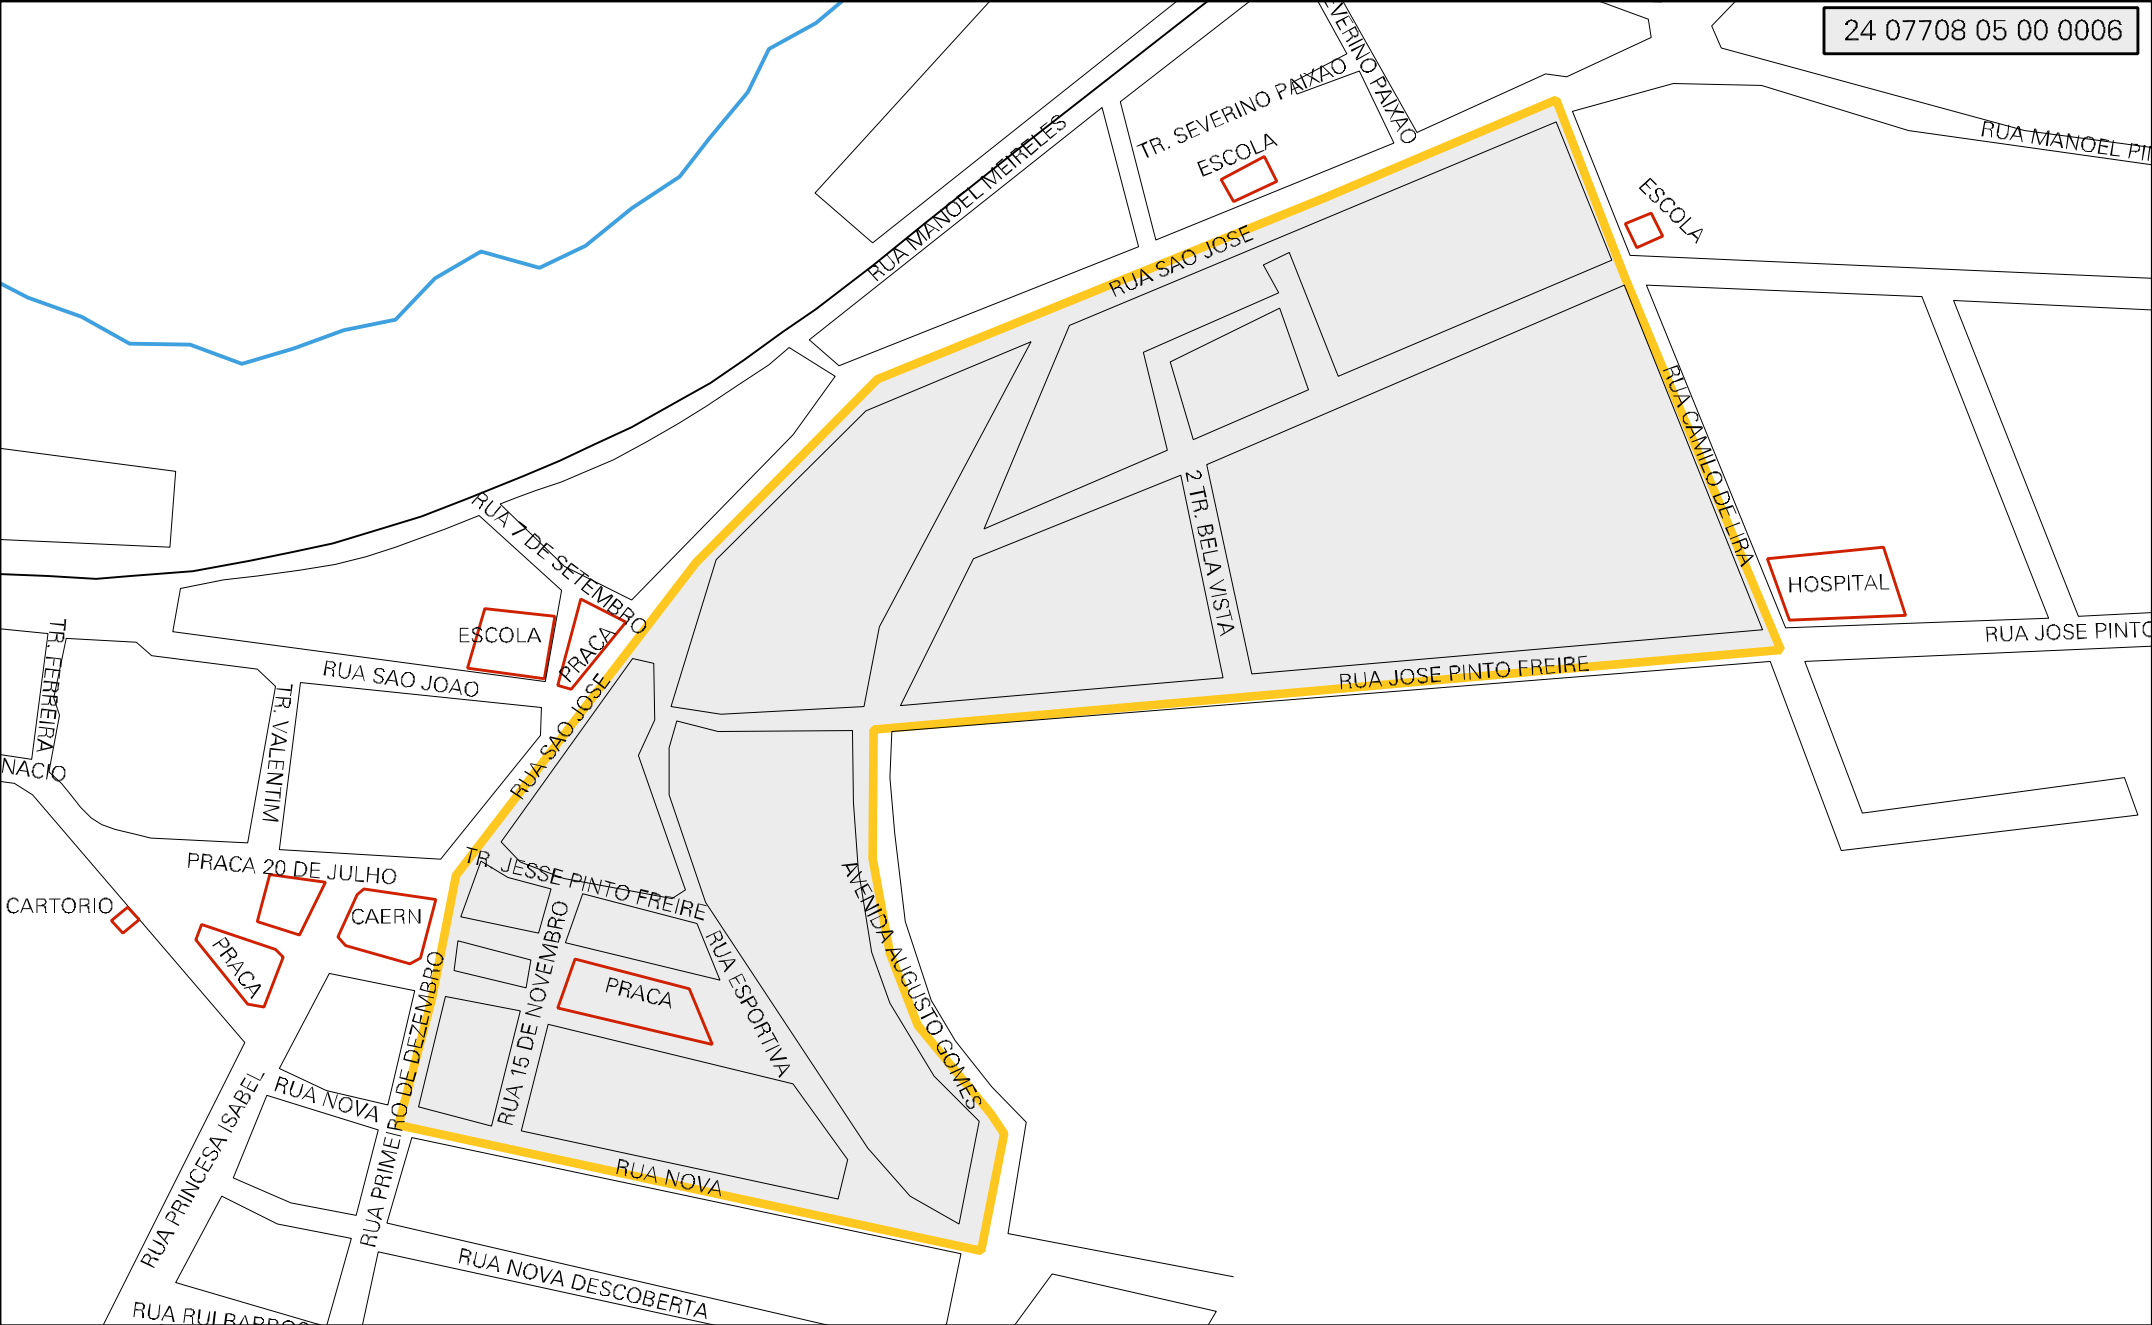 24 07708 05 00 0006
SEVERINO PAIXAO
TR. SEVERINO PAIXAO
ESCOLA
RUA MANOEL MEIRELES
RUA MANOEL
ESCOLA
RUA SAO JOSE
RUA CAMILO DE LIRA
2 TR. BELA VISTA
HOSPITAL
RUA JOSE PINTO
RUA JOSE PINTO FREIRE
RUA 7 DE SETEMBRO
ESCOLA
PRACA
RUA SAO JOAO
RUA SAO JOSE
TR. FERREIRA
TR. VALENTIM
NACIO
PRACA 20 DE JULHO
CARTORIO
CAERN
PRACA
TR. JESSE PINTO FREIRE
RUA 15 DE NOVEMBRO
PRACA
RUA ESPORTIVA
AVENIDA AUGUSTO GOMES
RUA PRIMEIRO DE DEZEMBRO
RUA NOVA
RUA PRINCESA ISABEL
RUA NOVA
RUA NOVA DESCOBERTA
RUA RUI BARBOSA